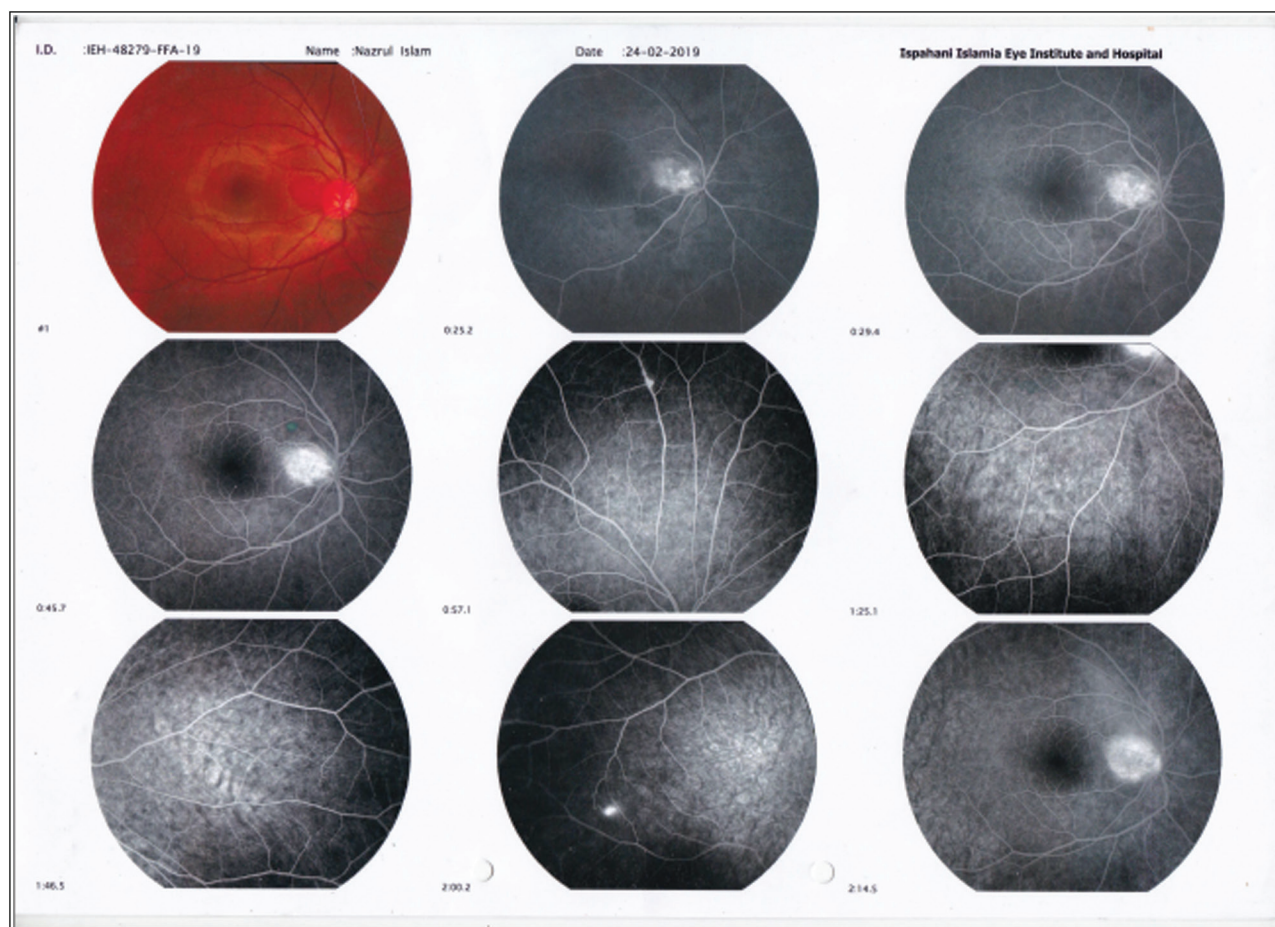 I.D. :IEH-48279-FFA-19 Name :Nazrul Islam Date :24-02-2019 Ispahani Islamia Eye Institute and Hospital
#1 0:25.2 0:29.4
0:45.7 0:57.1 1:25.1
1:46.5 2:00.2 2:14.5